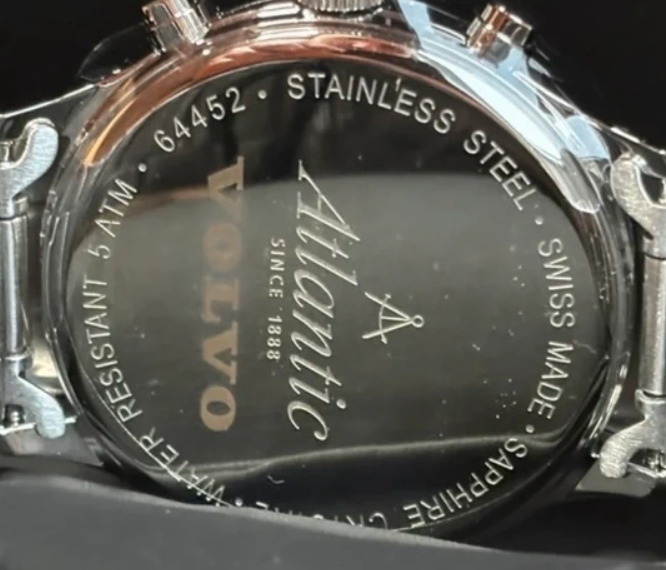 Atlantic
SINCE 1888
VOLVO
STAINLESS STEEL · SWISS MADE · SAPPHIRE
WATER RESISTANT 5 ATM · 64452 ·